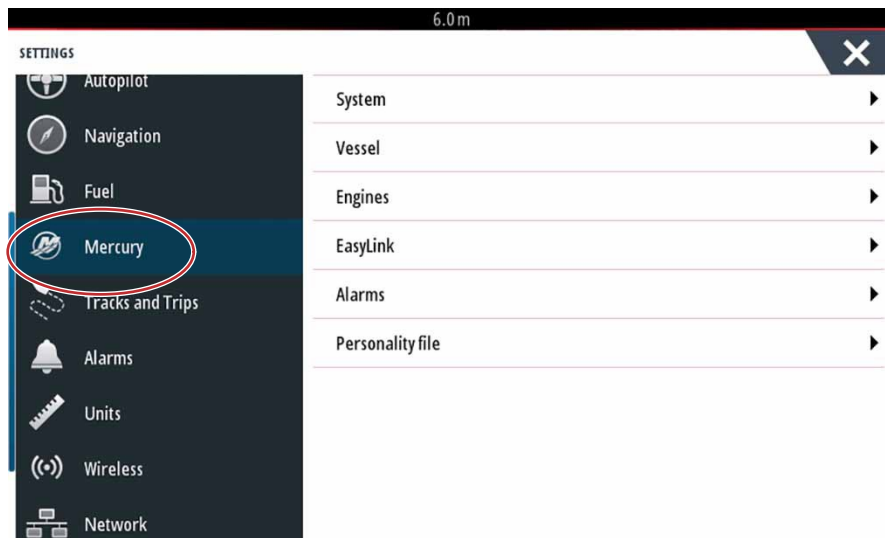 6.0 m
SETTINGS
Autopilot
Navigation
Fuel
Mercury
Tracks and Trips
Alarms
Units
Wireless
Network
System
Vessel
Engines
EasyLink
Alarms
Personality file